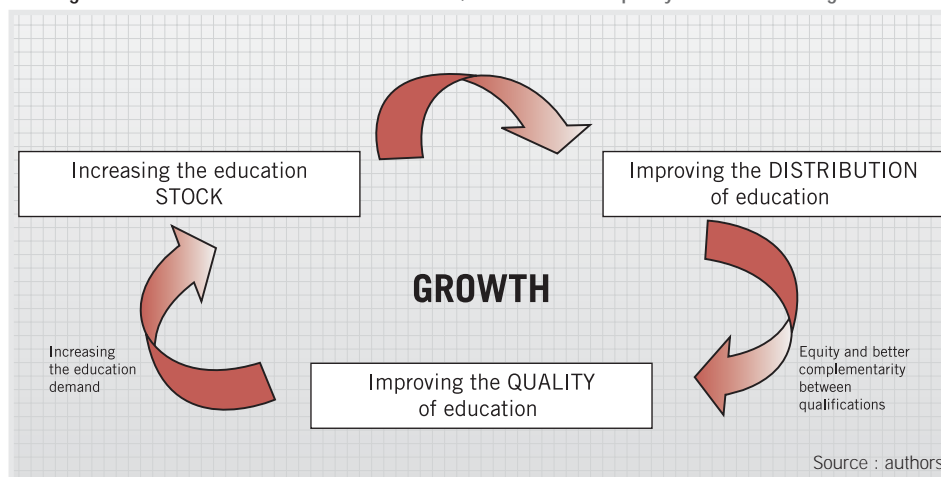 Increasing the education
STOCK
Improving the DISTRIBUTION
of education
GROWTH
Increasing
the education
demand
Improving the QUALITY
of education
Equity and better
complementarity
between
qualifications
Source : authors